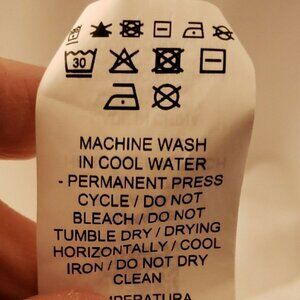 30
MACHINE WASH
IN COOL WATER
- PERMANENT PRESS
CYCLE / DO NOT
BLEACH / DO NOT
TUMBLE DRY / DRYING
HORIZONTALLY / COOL
IRON / DO NOT DRY
CLEAN